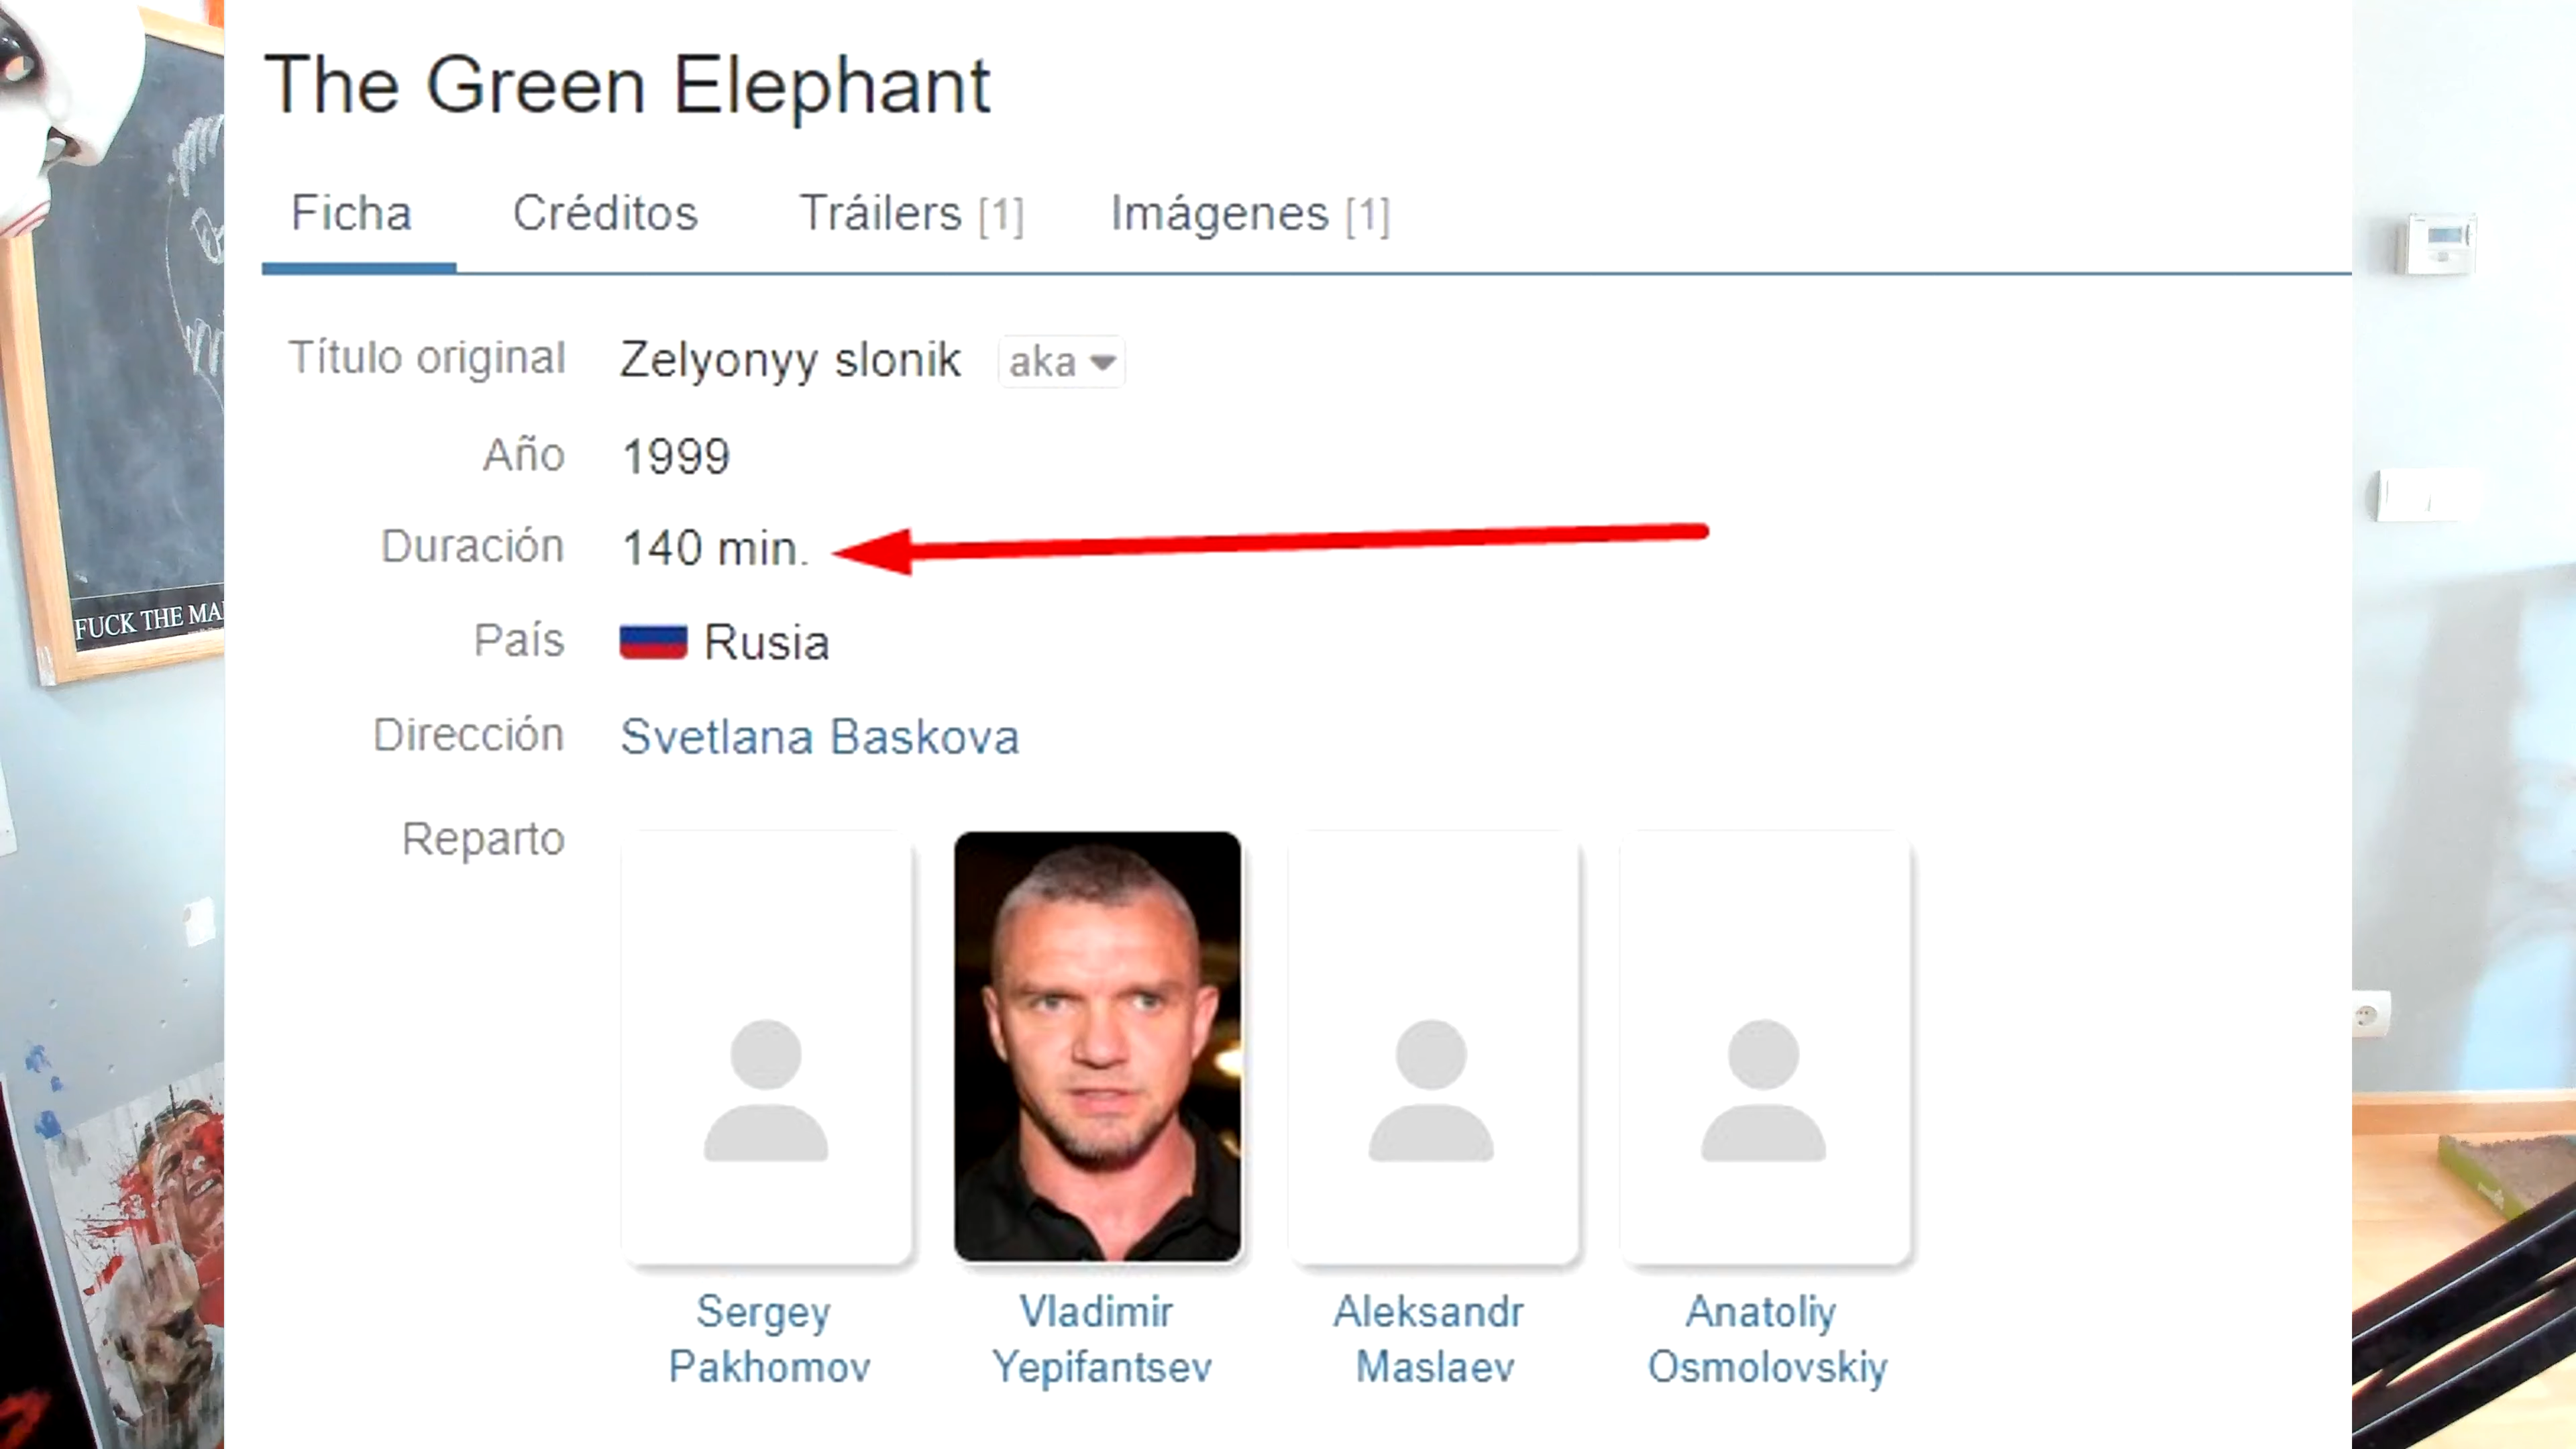 The Green Elephant
Ficha Créditos Tráilers [1] Imágenes [1]
Título original Zelyonyy slonik aka
Año 1999
Duración 140 min.
País Rusia
Dirección Svetlana Baskova
Reparto
Sergey Pakhomov
Vladimir Yepifantsev
Aleksandr Maslaev
Anatoliy Osmolovskiy
FUCK THE